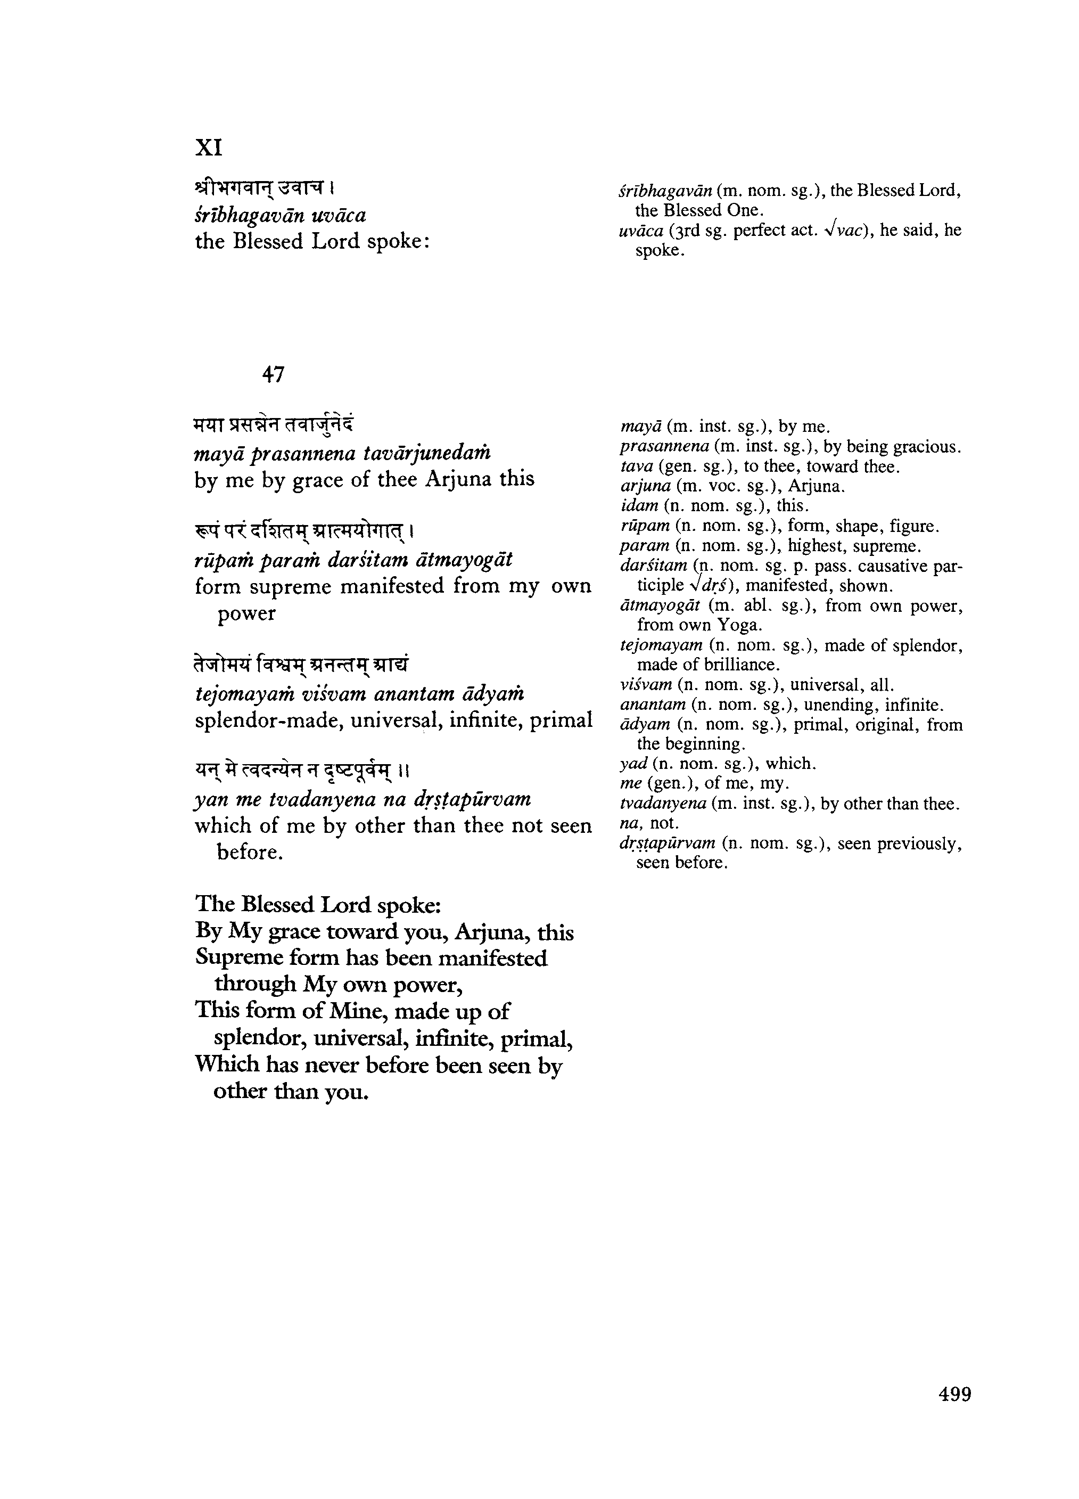 XI
श्रीभगवान् उवाच ।
śrībhagavān uvāca
the Blessed Lord spoke:
47
मया प्रसन्नेन तवार्जुनेदं
mayā prasannena tavārjunedaṁ
by me by grace of thee Arjuna this
रूपं परं दर्शितम् आत्मयोगात् ।
rūpaṁ paraṁ darśitam ātmayogāt
form supreme manifested from my own
power
तेजोमयं विश्वम् अनन्तम् आद्यं
tejomayaṁ viśvam anantam ādyaṁ
splendor-made, universal, infinite, primal
यन् मे त्वदन्येन न दृष्टपूर्वम् ॥
yan me tvadanyena na dṛṣṭapūrvam
which of me by other than thee not seen
before.
The Blessed Lord spoke:
By My grace toward you, Arjuna, this
Supreme form has been manifested
through My own power,
This form of Mine, made up of
splendor, universal, infinite, primal,
Which has never before been seen by
other than you.
śrībhagavān (m. nom. sg.), the Blessed Lord,
the Blessed One.
uvāca (3rd sg. perfect act. √vac), he said, he
spoke.
mayā (m. inst. sg.), by me.
prasannena (m. inst. sg.), by being gracious.
tava (gen. sg.), to thee, toward thee.
arjuna (m. voc. sg.), Arjuna.
idam (n. nom. sg.), this.
rūpam (n. nom. sg.), form, shape, figure.
param (n. nom. sg.), highest, supreme.
darśitam (n. nom. sg. p. pass. causative par-
ticiple √dṛś), manifested, shown.
ātmayogāt (m. abl. sg.), from own power,
from own Yoga.
tejomayam (n. nom. sg.), made of splendor,
made of brilliance.
viśvam (n. nom. sg.), universal, all.
anantam (n. nom. sg.), unending, infinite.
ādyam (n. nom. sg.), primal, original, from
the beginning.
yad (n. nom. sg.), which.
me (gen.), of me, my.
tvadanyena (m. inst. sg.), by other than thee.
na, not.
dṛṣṭapūrvam (n. nom. sg.), seen previously,
seen before.
499